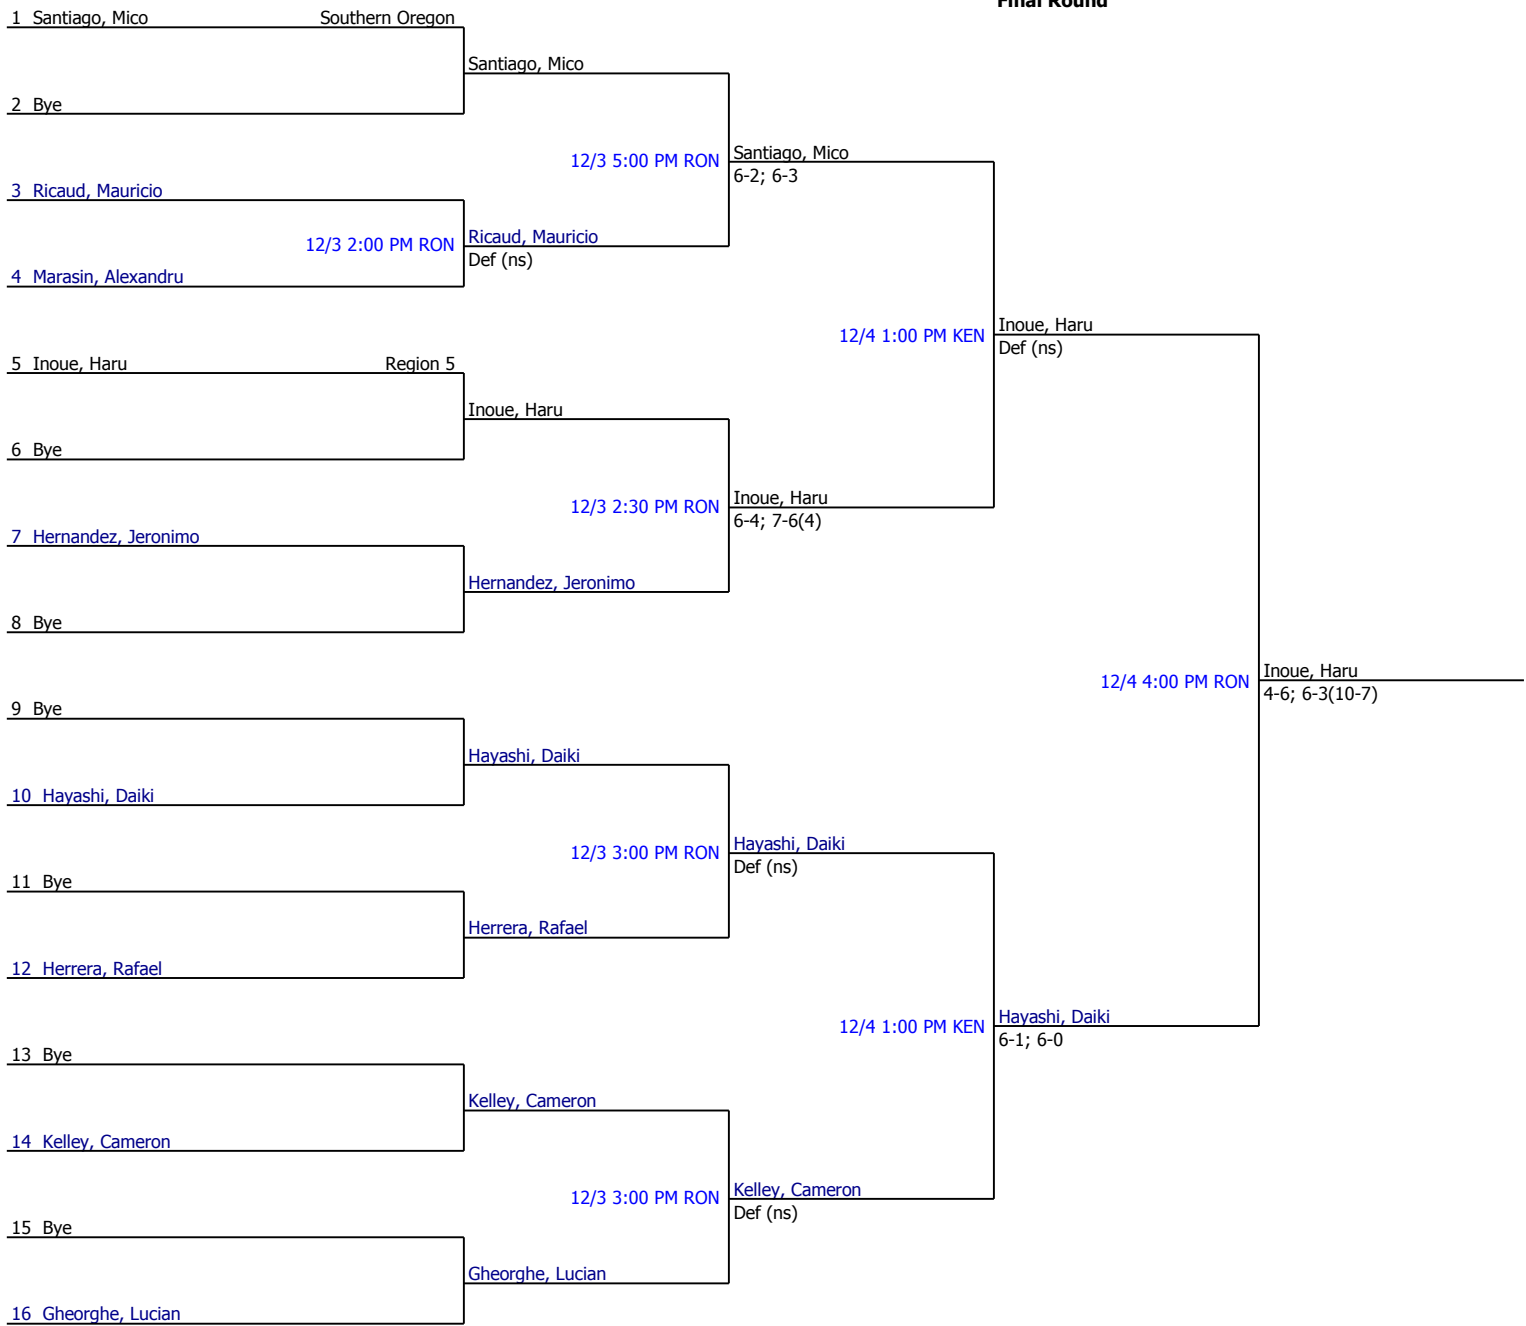 Final Round
1 Santiago, Mico Southern Oregon
Santiago, Mico
2 Bye
12/3 5:00 PM RON
Santiago, Mico
6-2; 6-3
3 Ricaud, Mauricio
12/3 2:00 PM RON
Ricaud, Mauricio
Def (ns)
4 Marasin, Alexandru
12/4 1:00 PM KEN
Inoue, Haru
Def (ns)
5 Inoue, Haru Region 5
Inoue, Haru
6 Bye
12/3 2:30 PM RON
Inoue, Haru
6-4; 7-6(4)
7 Hernandez, Jeronimo
Hernandez, Jeronimo
8 Bye
12/4 4:00 PM RON
Inoue, Haru
4-6; 6-3(10-7)
9 Bye
Hayashi, Daiki
10 Hayashi, Daiki
12/3 3:00 PM RON
Hayashi, Daiki
Def (ns)
11 Bye
Herrera, Rafael
12 Herrera, Rafael
12/4 1:00 PM KEN
Hayashi, Daiki
6-1; 6-0
13 Bye
Kelley, Cameron
14 Kelley, Cameron
12/3 3:00 PM RON
Kelley, Cameron
Def (ns)
15 Bye
Gheorghe, Lucian
16 Gheorghe, Lucian